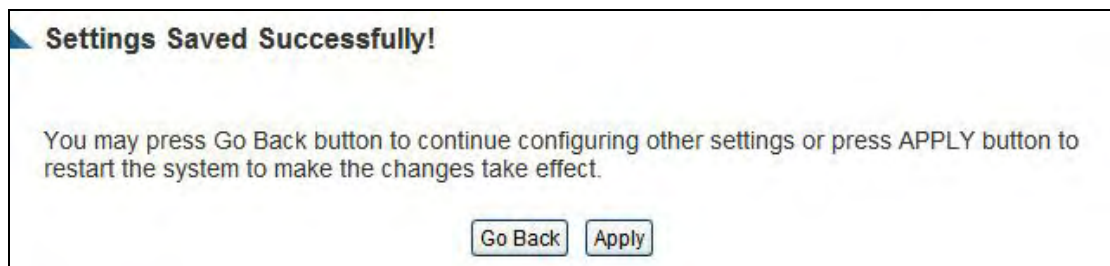 Settings Saved Successfully!
You may press Go Back button to continue configuring other settings or press APPLY button to
restart the system to make the changes take effect.
Go Back Apply